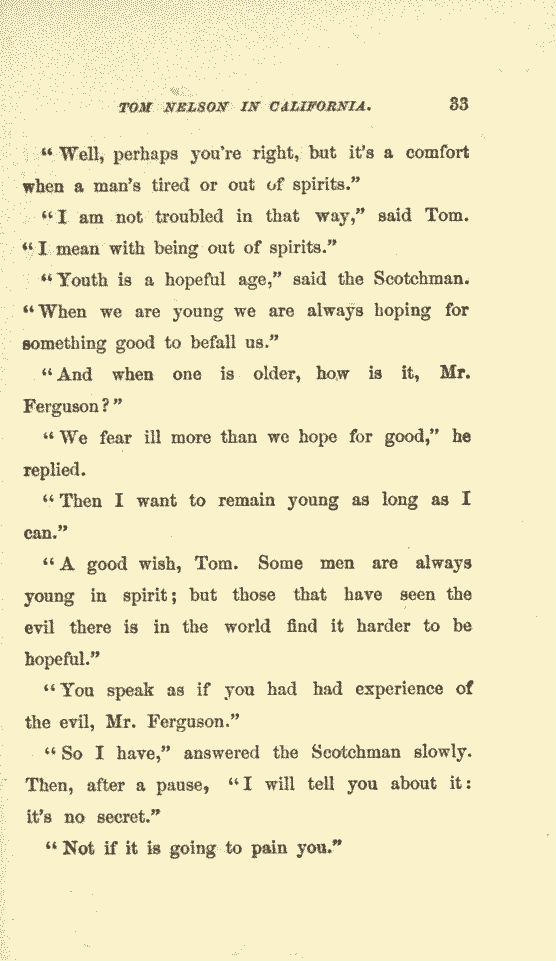 TOM NELSON IN CALIFORNIA. 33
“Well, perhaps you're right, but it's a comfort
when a man's tired or out of spirits.”
“I am not troubled in that way,” said Tom.
“I mean with being out of spirits.”
“Youth is a hopeful age,” said the Scotchman.
“When we are young we are always hoping for
something good to befall us.”
“And when one is older, how is it, Mr.
Ferguson?”
“We fear ill more than we hope for good,” he
replied.
“Then I want to remain young as long as I
can.”
“A good wish, Tom. Some men are always
young in spirit; but those that have seen the
evil there is in the world find it harder to be
hopeful.”
“You speak as if you had had experience of
the evil, Mr. Ferguson.”
“So I have,” answered the Scotchman slowly.
Then, after a pause, “I will tell you about it:
it's no secret.”
“Not if it is going to pain you.”